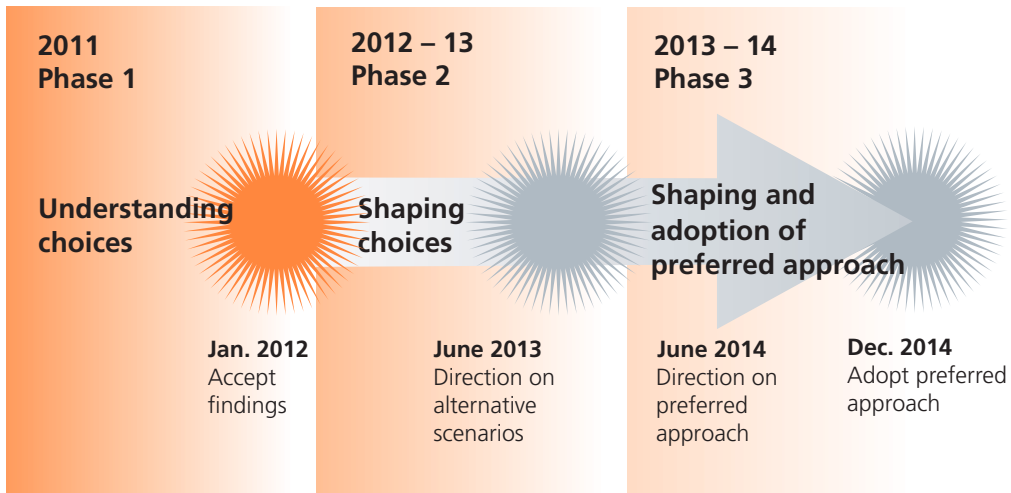 2011
Phase 1
2012 – 13
Phase 2
2013 – 14
Phase 3
Understanding
choices
Shaping
choices
Shaping and
adoption of
preferred approach
Jan. 2012
Accept
findings
June 2013
Direction on
alternative
scenarios
June 2014
Direction on
preferred
approach
Dec. 2014
Adopt preferred
approach